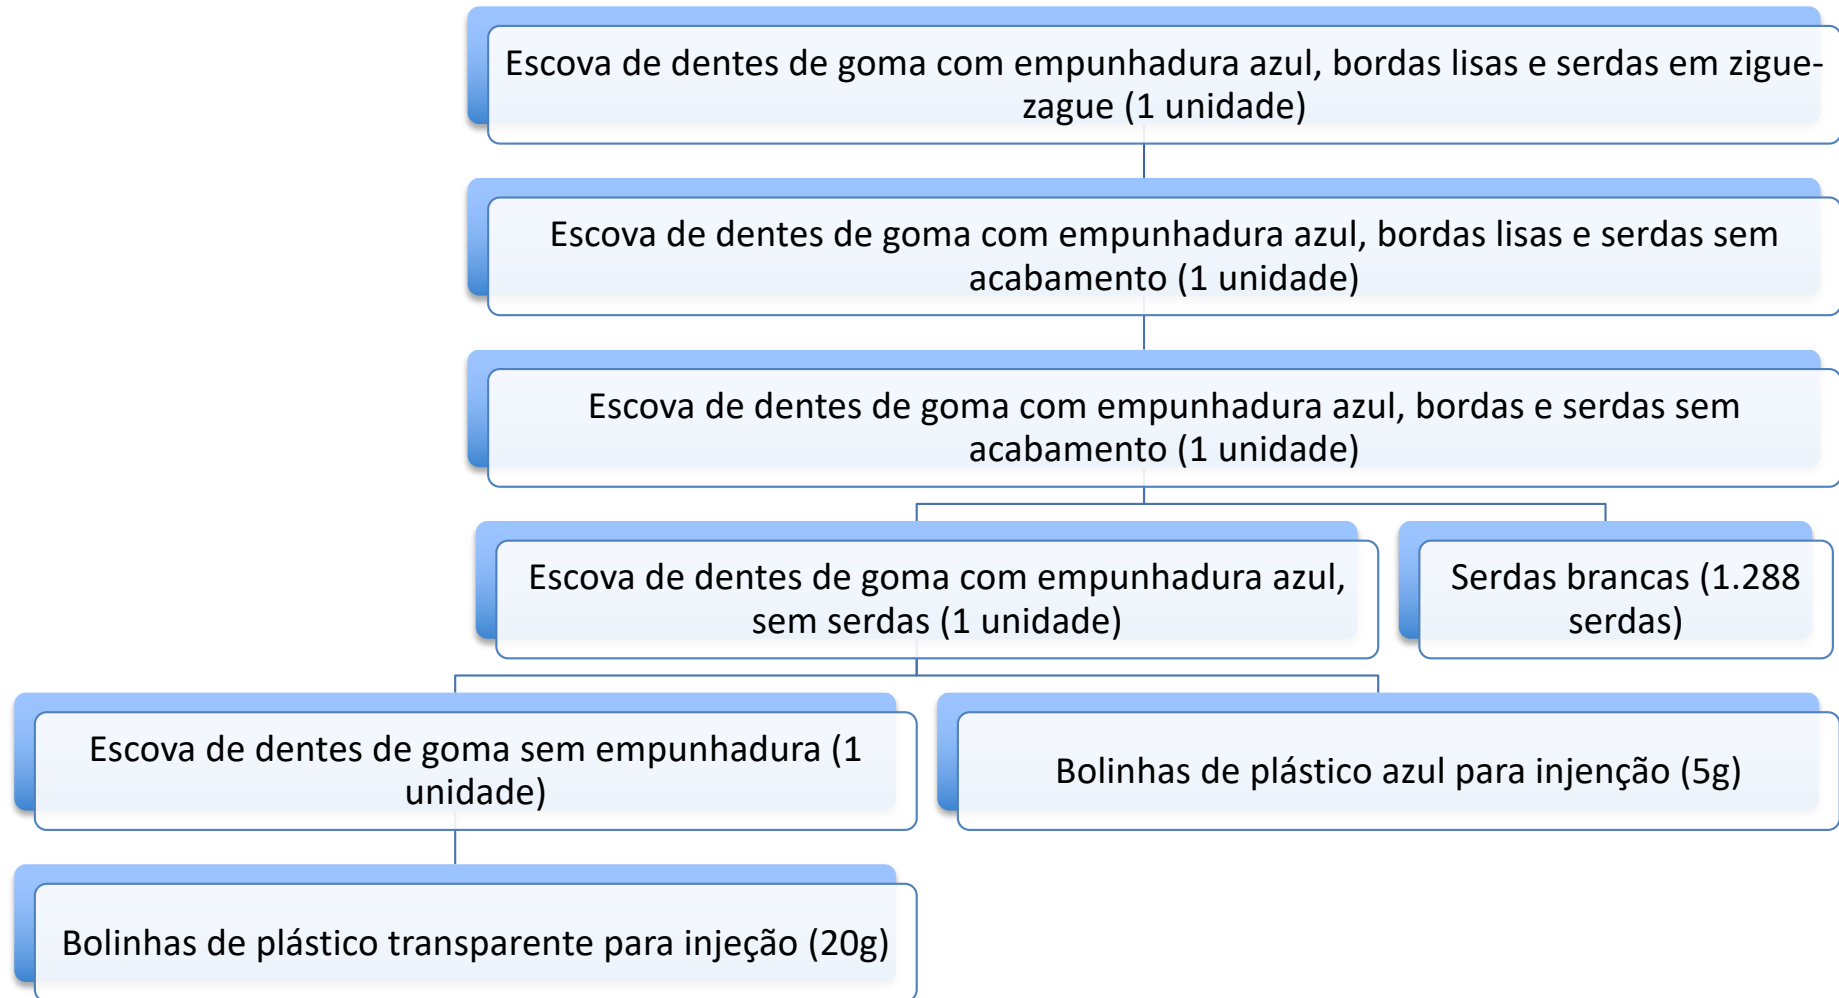 Escova de dentes de goma com empunhadura azul, bordas lisas e serdas em zigue-
zague (1 unidade)
Escova de dentes de goma com empunhadura azul, bordas lisas e serdas sem
acabamento (1 unidade)
Escova de dentes de goma com empunhadura azul, bordas e serdas sem
acabamento (1 unidade)
Escova de dentes de goma com empunhadura azul,
sem serdas (1 unidade)
Serdas brancas (1.288
serdas)
Escova de dentes de goma sem empunhadura (1
unidade)
Bolinhas de plástico azul para injenção (5g)
Bolinhas de plástico transparente para injeção (20g)